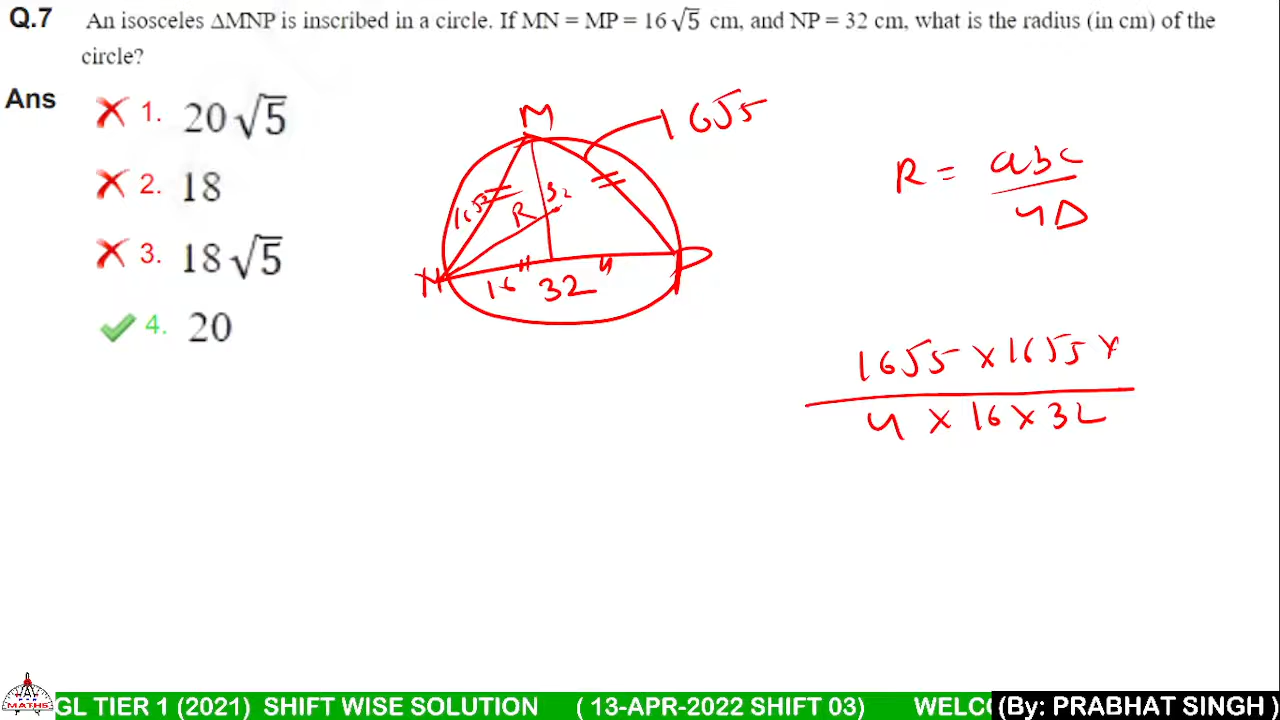 Q.7 An isosceles ΔMNP is inscribed in a circle. If MN = MP = 16√5 cm, and NP = 32 cm, what is the radius (in cm) of the
circle?
Ans
1. 20√5
2. 18
3. 18√5
4. 20
M
16√5
R
32
N
P
16
32
R = abc
4Δ
16√5 × 16√5 ×
4 × 16 × 32
MATHS
GL TIER 1 (2021) SHIFT WISE SOLUTION ( 13-APR-2022 SHIFT 03) WELC (By: PRABHAT SINGH )